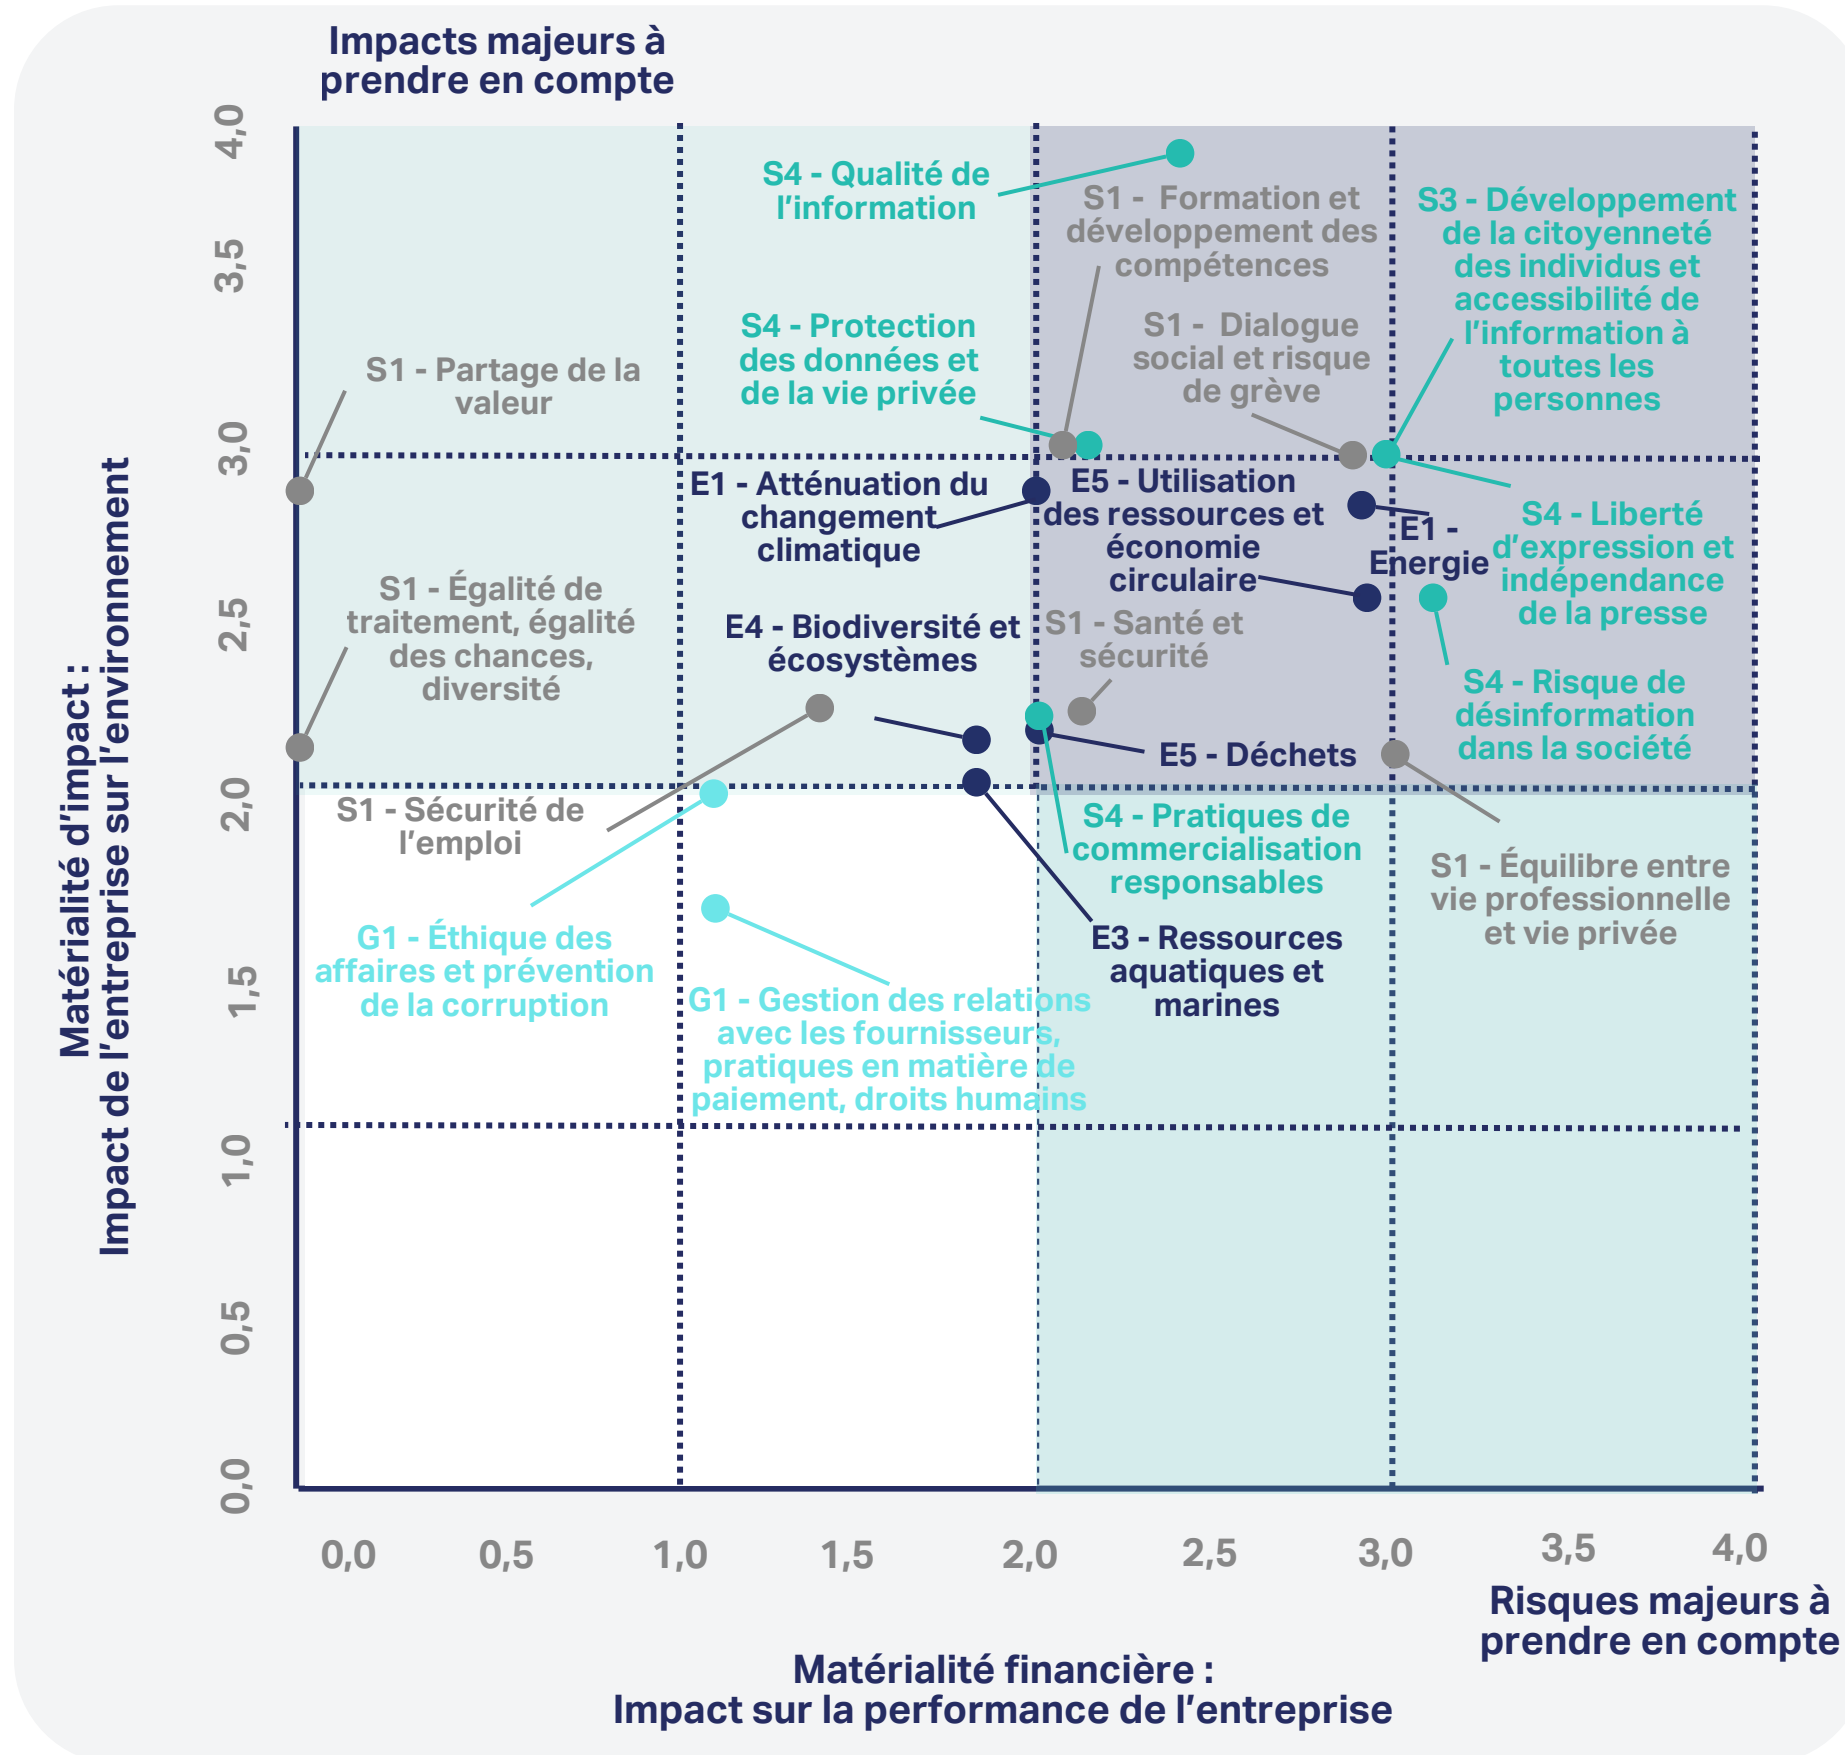 Impacts majeurs à
prendre en compte
4,0
3,5
3,0
2,5
2,0
1,5
1,0
0,5
0,0
Matérialité d'impact :
Impact de l'entreprise sur l'environnement
S4 - Qualité de
l'information
S1 - Formation et
développement des
compétences
S3 - Développement
de la citoyenneté
des individus et
accessibilité de
l'information à
toutes les
personnes
S4 - Protection
des données et
de la vie privée
S1 - Dialogue
social et risque
de grève
S1 - Partage de la
valeur
E1 - Atténuation du
changement
climatique
E5 - Utilisation
des ressources et
économie
circulaire
E1 -
Energie
S4 - Liberté
d'expression et
indépendance
de la presse
S1 - Égalité de
traitement, égalité
des chances,
diversité
E4 - Biodiversité et
écosystèmes
S1 - Santé et
sécurité
S4 - Risque de
désinformation
dans la société
E5 - Déchets
S1 - Sécurité de
l'emploi
S4 - Pratiques de
commercialisation
responsables
S1 - Équilibre entre
vie professionnelle
et vie privée
G1 - Éthique des
affaires et prévention
de la corruption
E3 - Ressources
aquatiques et
marines
G1 - Gestion des relations
avec les fournisseurs,
pratiques en matière de
paiement, droits humains
0,0
0,5
1,0
1,5
2,0
2,5
3,0
3,5
4,0
Risques majeurs à
prendre en compte
Matérialité financière :
Impact sur la performance de l'entreprise